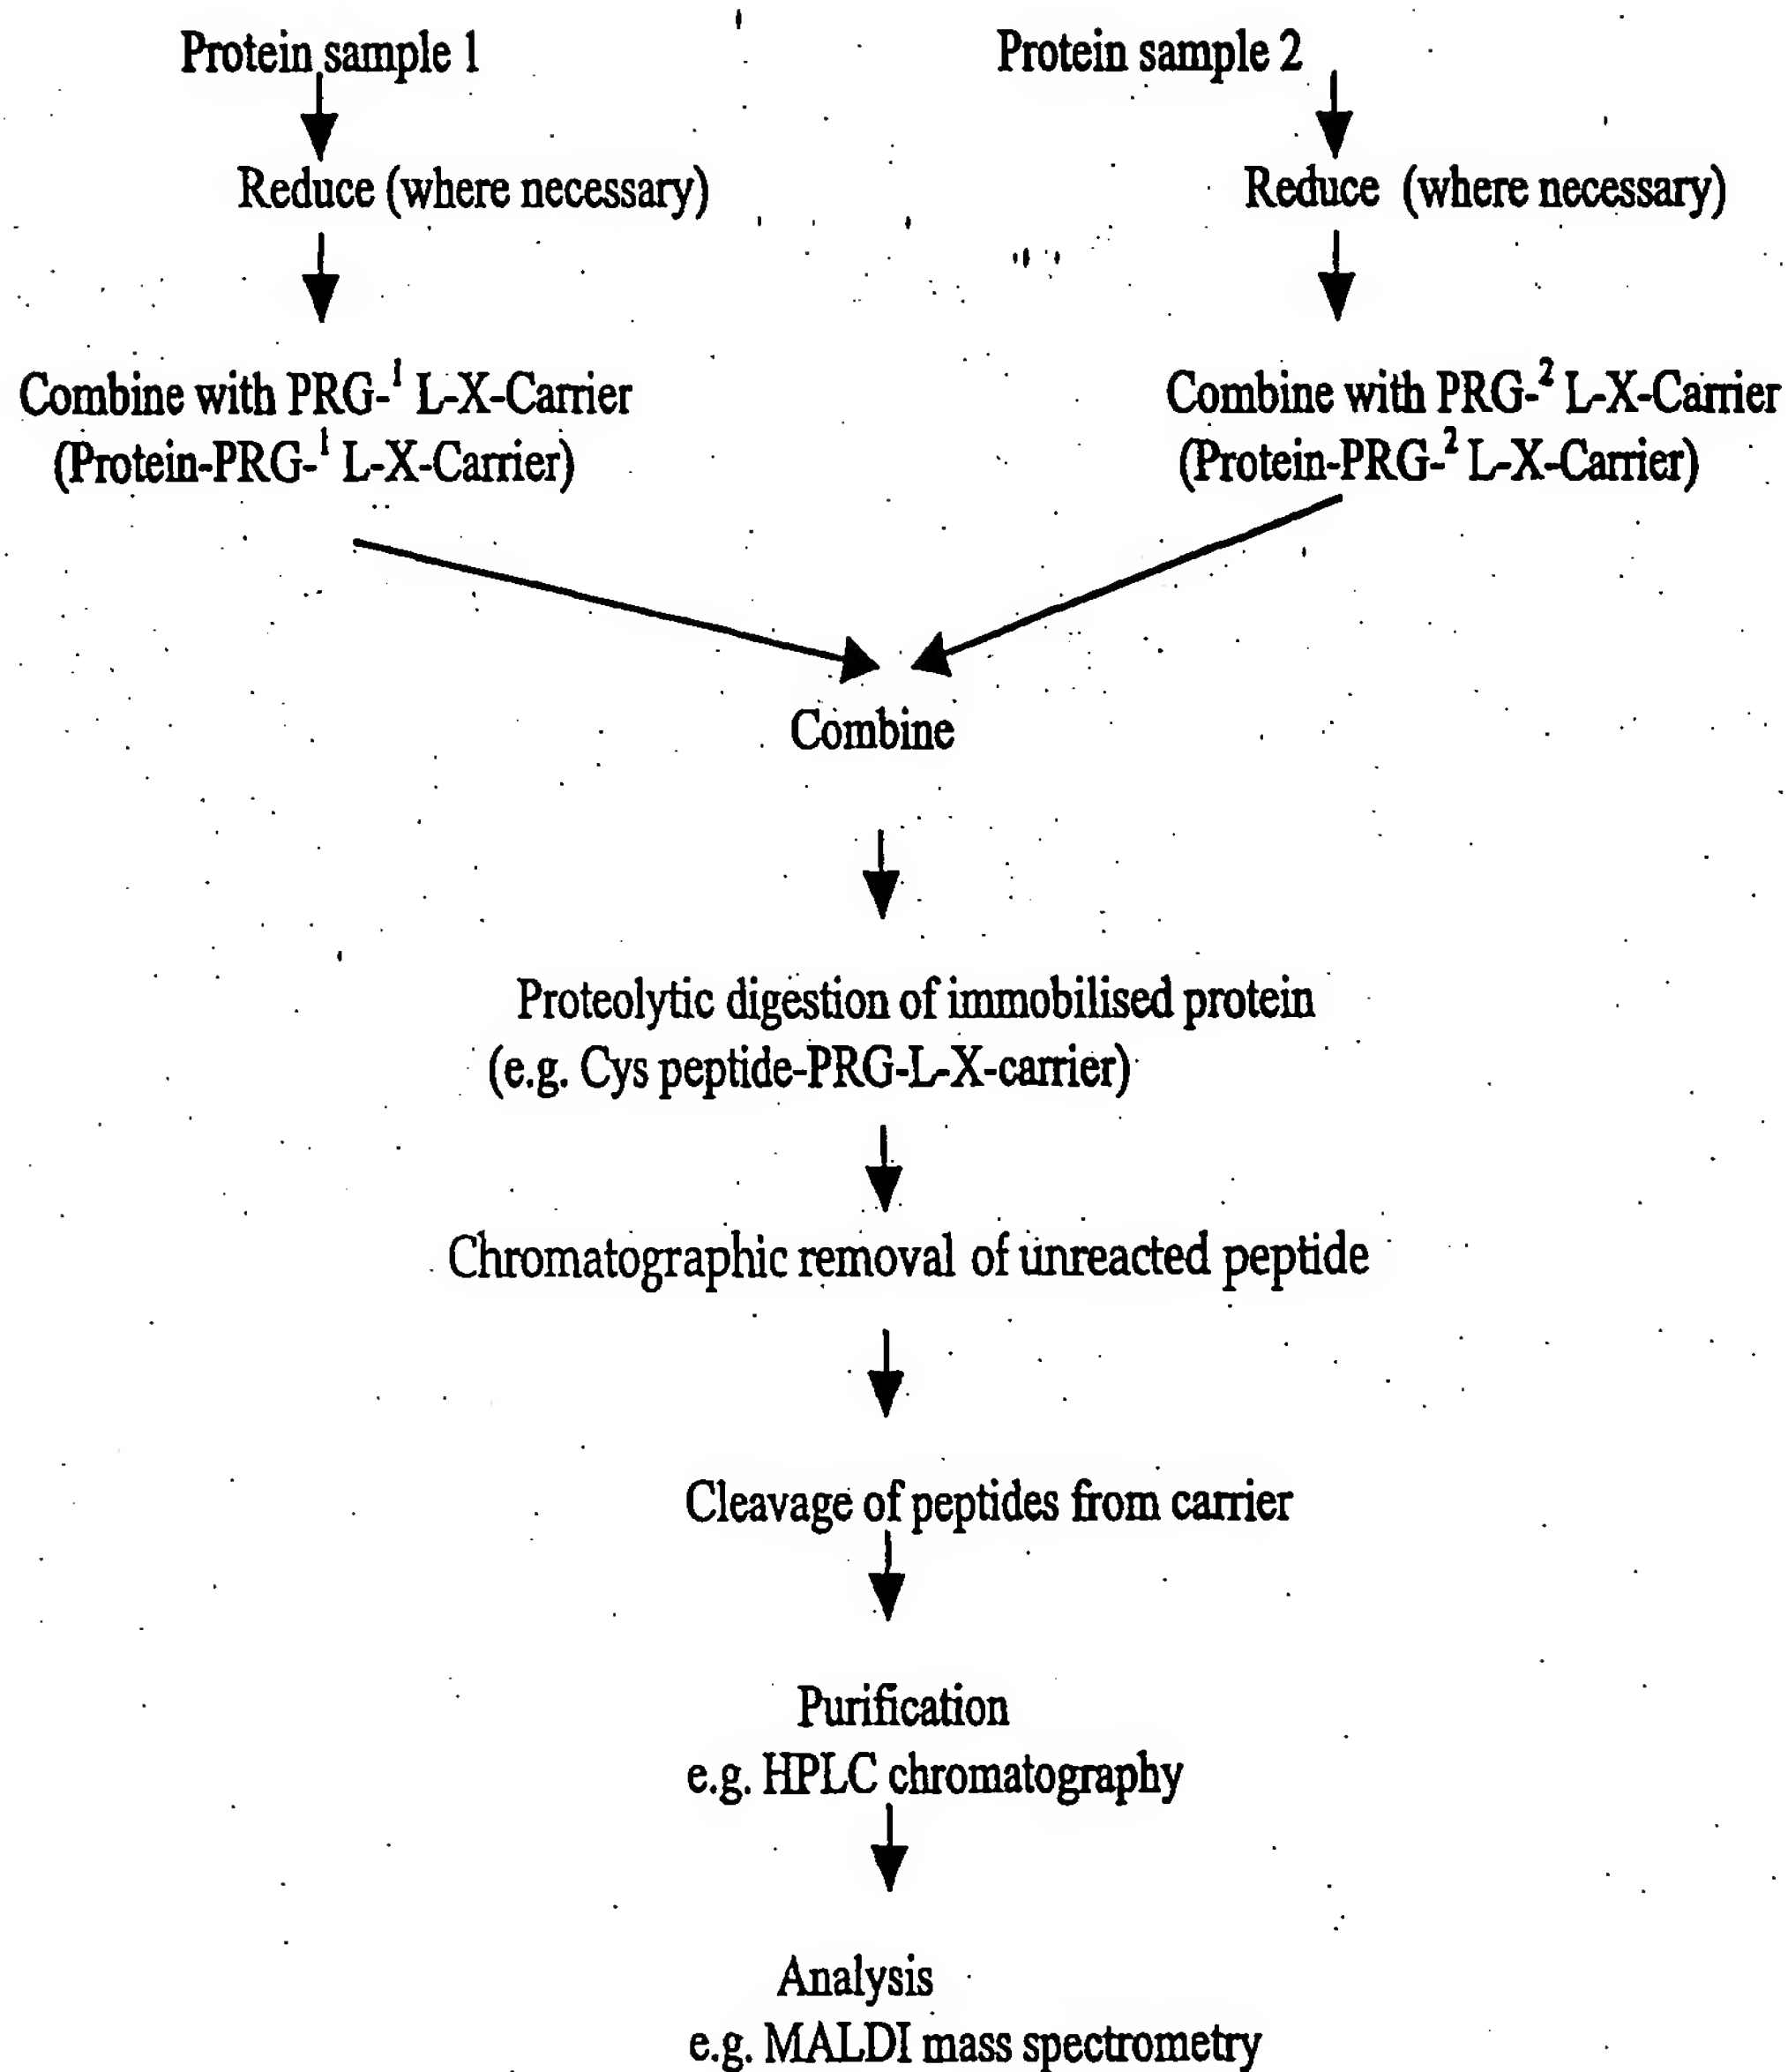 Protein sample 1
Protein sample 2
Reduce (where necessary)
Reduce (where necessary)
Combine with PRG-¹ L-X-Carrier
(Protein-PRG-¹ L-X-Carrier)
Combine with PRG-² L-X-Carrier
(Protein-PRG-² L-X-Carrier)
Combine
Proteolytic digestion of immobilised protein
(e.g. Cys peptide-PRG-L-X-carrier)
Chromatographic removal of unreacted peptide
Cleavage of peptides from carrier
Purification
e.g. HPLC chromatography
Analysis
e.g. MALDI mass spectrometry